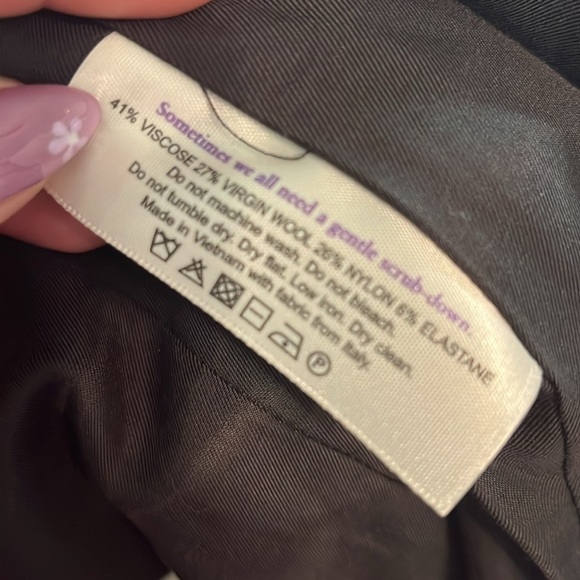 Sometimes we all need a gentle scrub-down.
41% VISCOSE 27% VIRGIN WOOL 26% NYLON 6% ELASTANE
Do not machine wash. Do not bleach.
Do not tumble dry. Dry flat. Low iron. Dry clean.
Made in Vietnam with fabric from Italy.
P